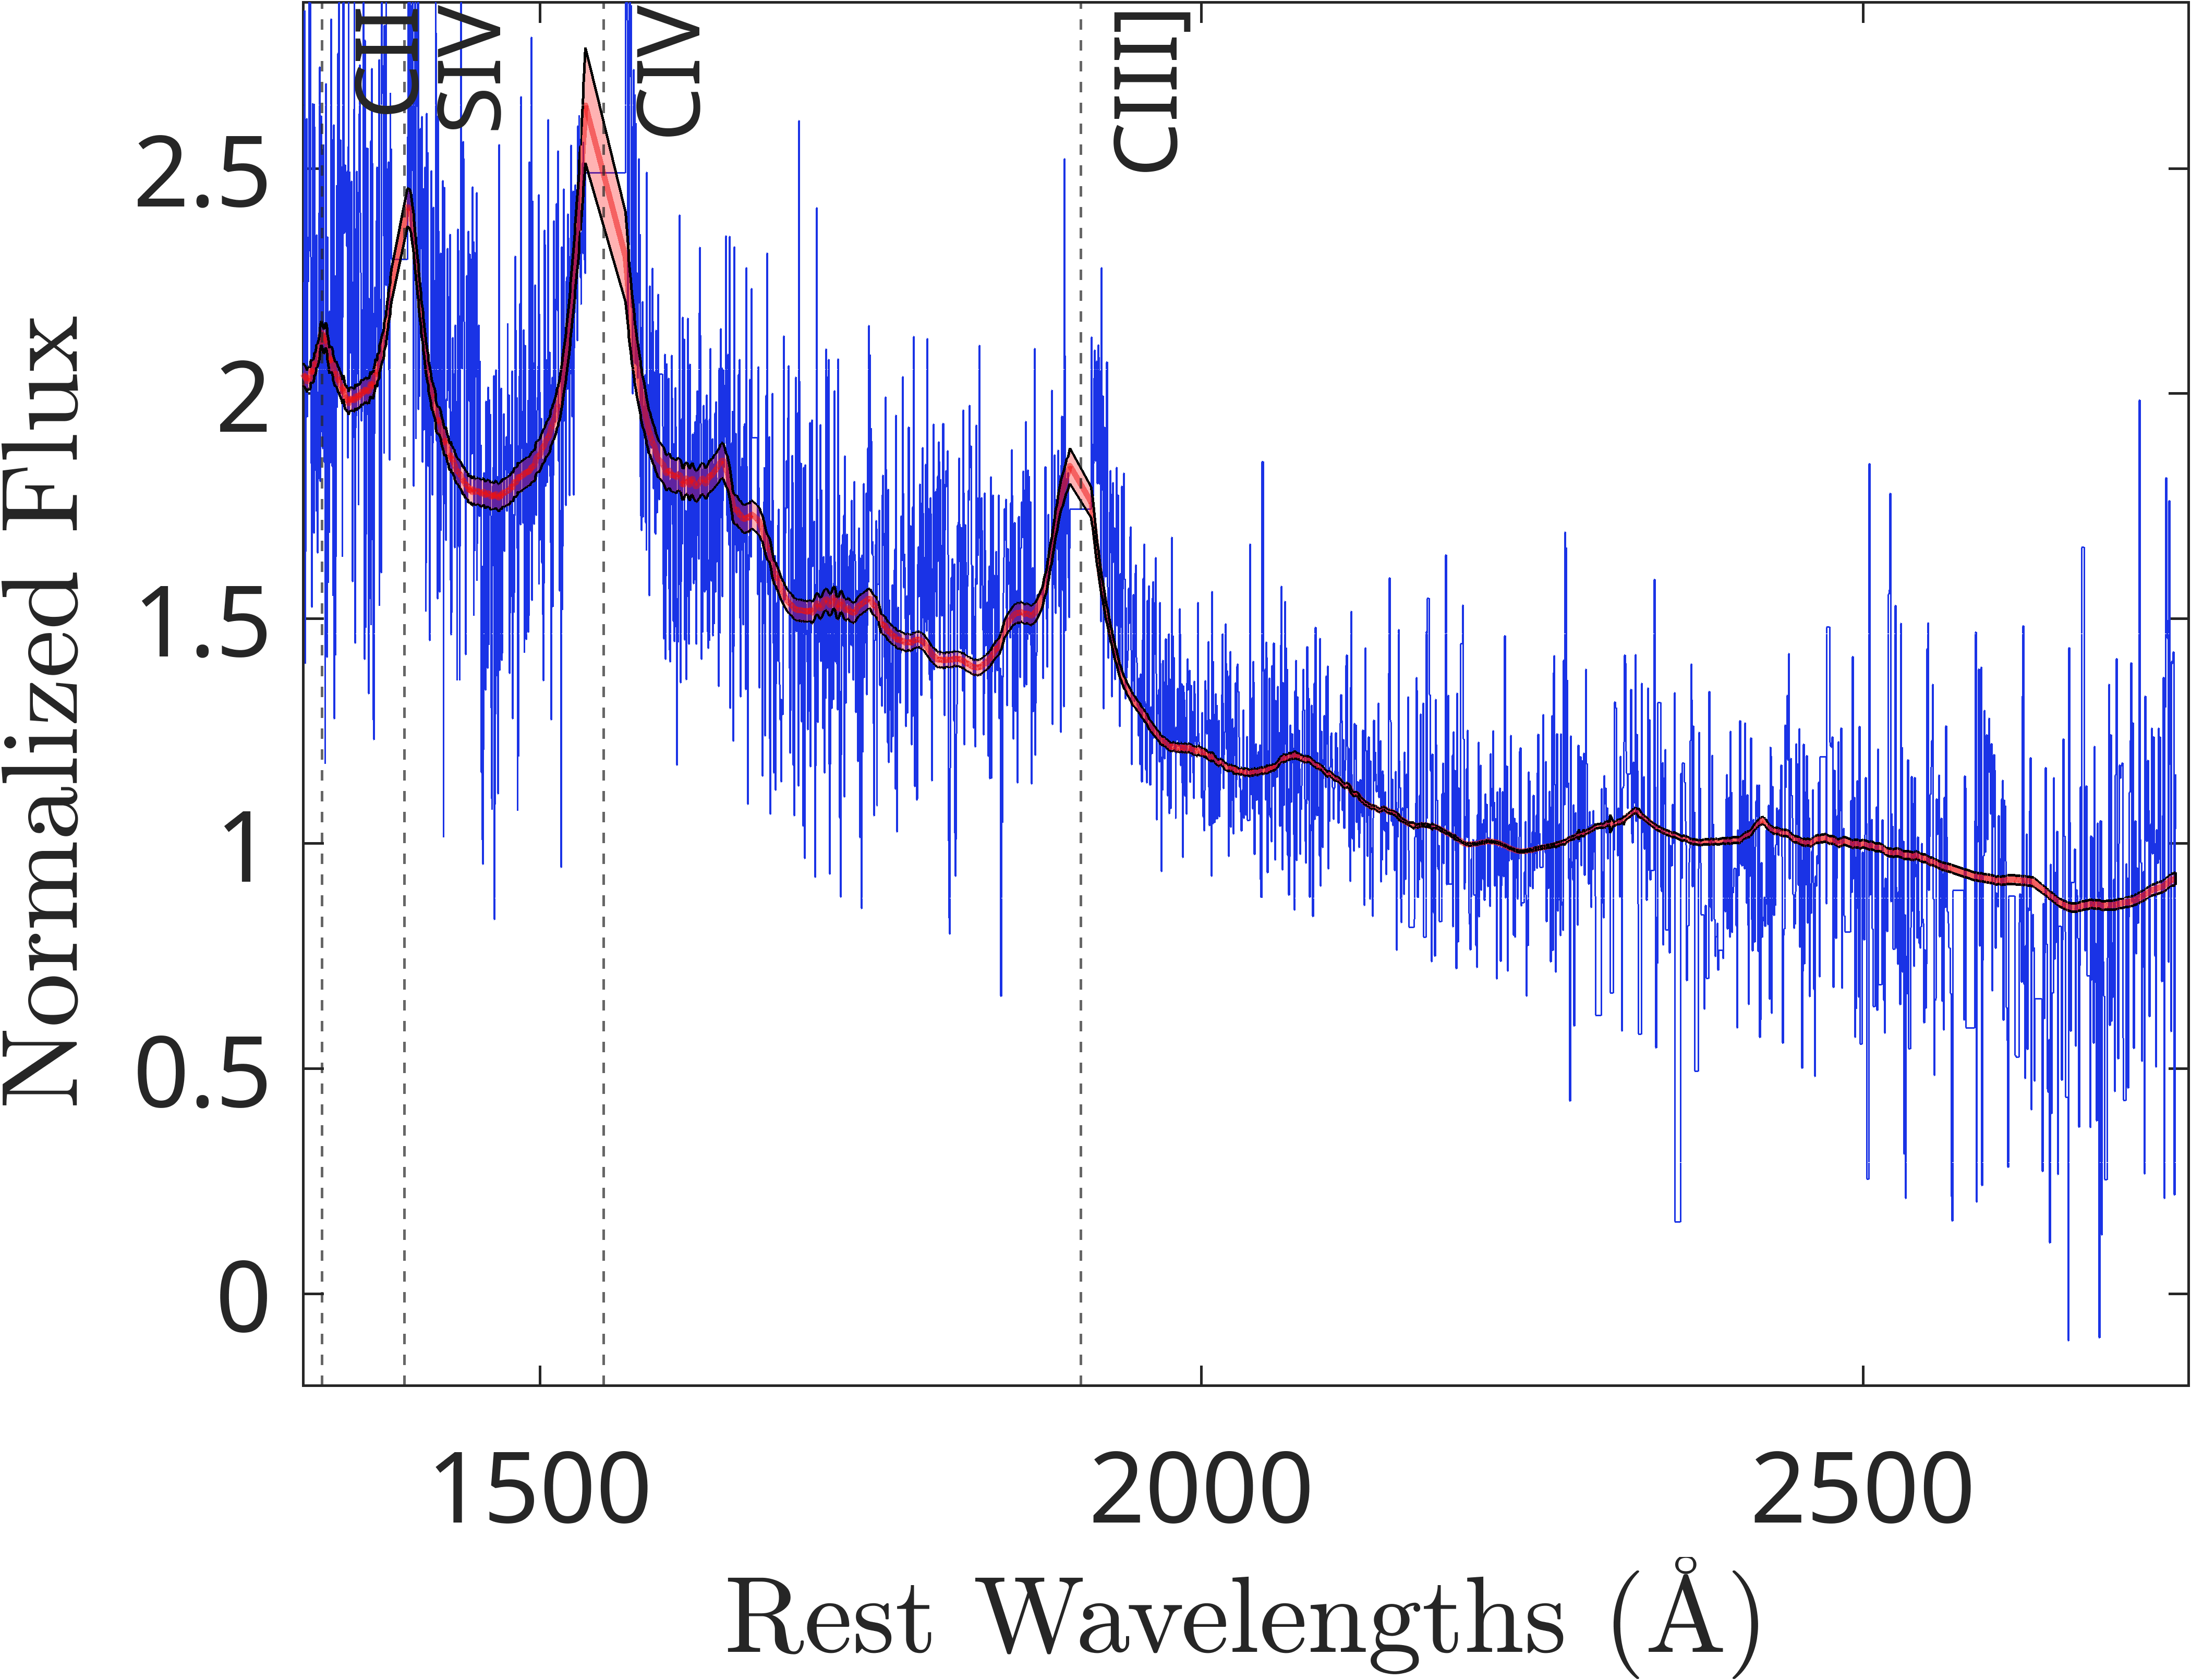 CII
SIV
CIV
CIII]
2.5
2
1.5
1
0.5
0
Normalized Flux
1500
2000
2500
Rest Wavelengths (Å)